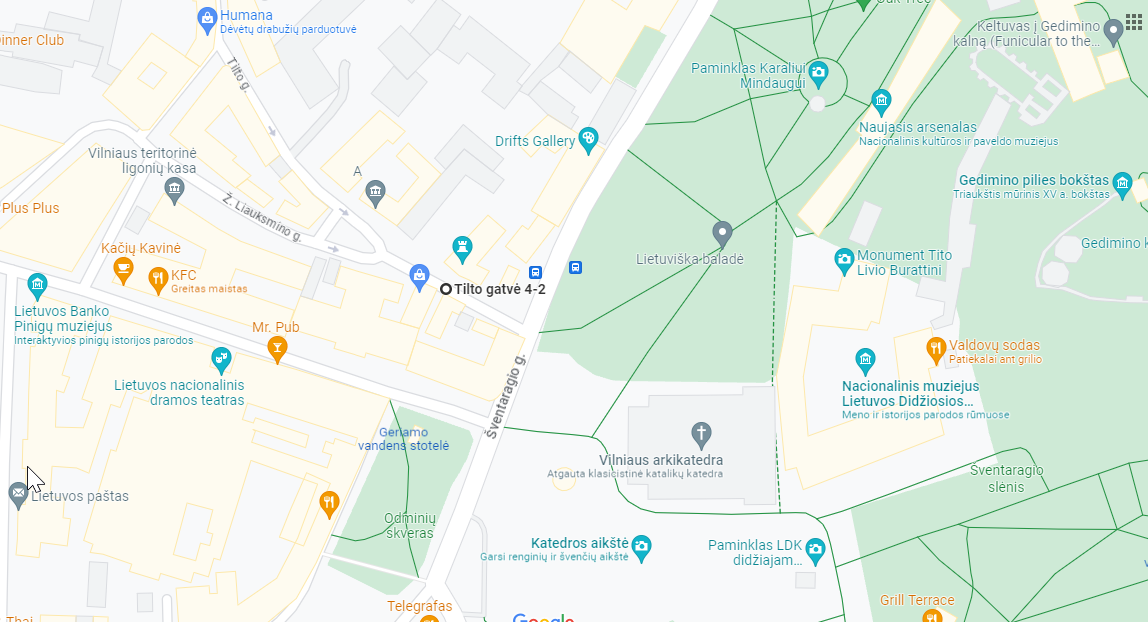 Humana
Dėvėtų drabužių parduotuvė
Dinner Club
Tilto g.
Oak Tree
Keltuvas į Gedimino
kalną (Funicular to the...
Paminklas Karaliui
Mindaugui
Naujasis arsenalas
Nacionalinis kultūros ir paveldo muziejus
Drifts Gallery
Vilniaus teritorinė
ligonių kasa
A
Gedimino pilies bokštas
Triaukštis mūrinis XV a. bokštas
Plus Plus
Ž. Liauksmino g.
Kačių Kavinė
KFC
Greitas maistas
Lietuviška baladė
Gedimino k
Monument Tito
Livio Burattini
Tilto gatvė 4-2
Lietuvos Banko
Pinigų muziejus
Interaktyvios pinigų istorijos parodos
Mr. Pub
Valdovų sodas
Patiekalai ant grilio
Lietuvos nacionalinis
dramos teatras
Šventaragio g.
Nacionalinis muziejus
Lietuvos Didžiosios...
Meno ir istorijos parodos rūmuose
Geriamo
vandens stotelė
Vilniaus arkikatedra
Atgauta klasicistinė katalikų katedra
Šventaragio
slėnis
Lietuvos paštas
Odminių
skveras
Katedros aikštė
Garsi renginių ir švenčių aikštė
Paminklas LDK
didžiajam...
Telegrafas
Grill Terrace
Thai
Google